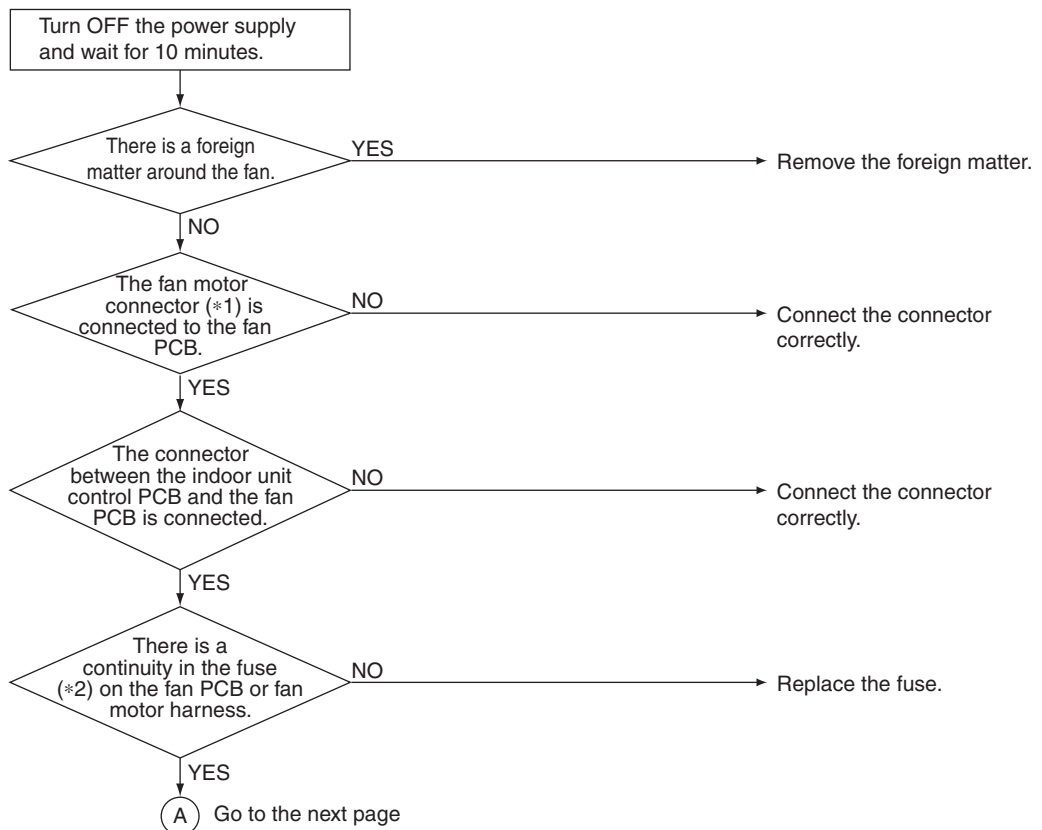 Turn OFF the power supply
and wait for 10 minutes.
There is a foreign
matter around the fan.
YES
Remove the foreign matter.
NO
The fan motor
connector (*1) is
connected to the fan
PCB.
NO
Connect the connector
correctly.
YES
The connector
between the indoor unit
control PCB and the fan
PCB is connected.
NO
Connect the connector
correctly.
YES
There is a
continuity in the fuse
(*2) on the fan PCB or fan
motor harness.
NO
Replace the fuse.
YES
A Go to the next page